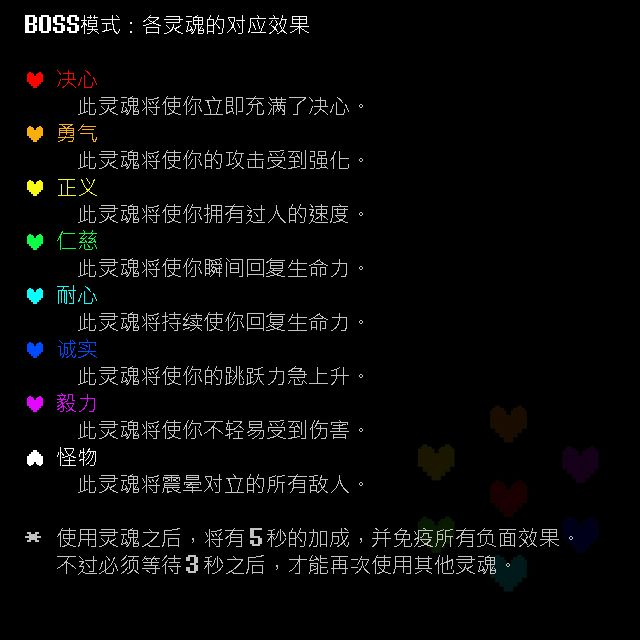 BOSS模式：各灵魂的对应效果
决心
此灵魂将使你立即充满了决心。
勇气
此灵魂将使你的攻击受到强化。
正义
此灵魂将使你拥有过人的速度。
仁慈
此灵魂将使你瞬间回复生命力。
耐心
此灵魂将持续使你回复生命力。
诚实
此灵魂将使你的跳跃力急上升。
毅力
此灵魂将使你不轻易受到伤害。
怪物
此灵魂将震晕对立的所有敌人。
* 使用灵魂之后，将有5秒的加成，并免疫所有负面效果。
不过必须等待3秒之后，才能再次使用其他灵魂。